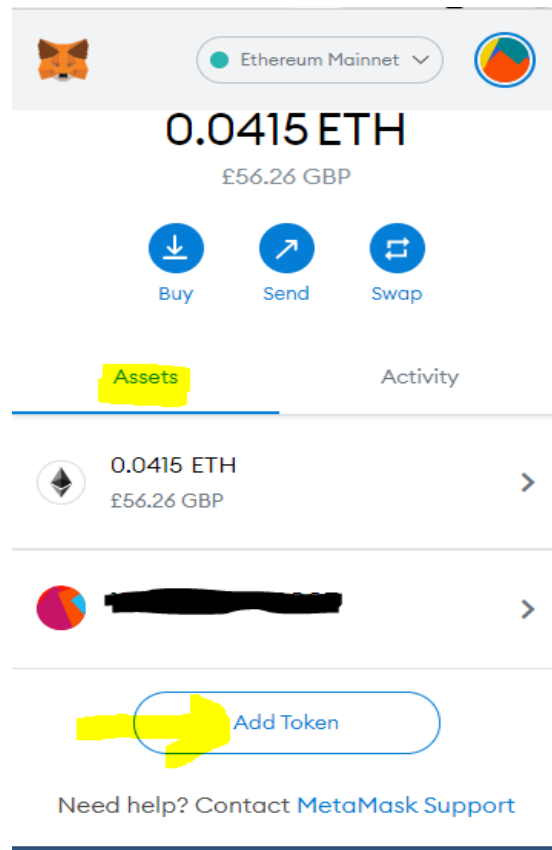 Ethereum Mainnet
0.0415 ETH
£56.26 GBP
Buy Send Swap
Assets Activity
0.0415 ETH
£56.26 GBP
Add Token
Need help? Contact MetaMask Support